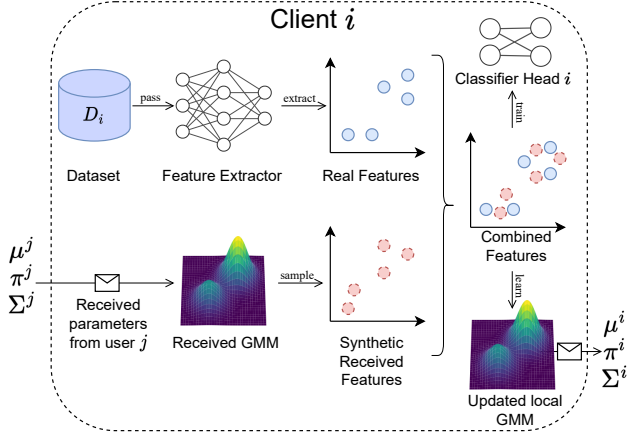 Client i
D_i
pass
extract
Dataset
Feature Extractor
Real Features
Classifier Head i
train
μ^j
π^j
Σ^j
Received
parameters
from user j
Received GMM
sample
Synthetic
Received
Features
Combined
Features
learn
Updated local
GMM
μ^i
π^i
Σ^i